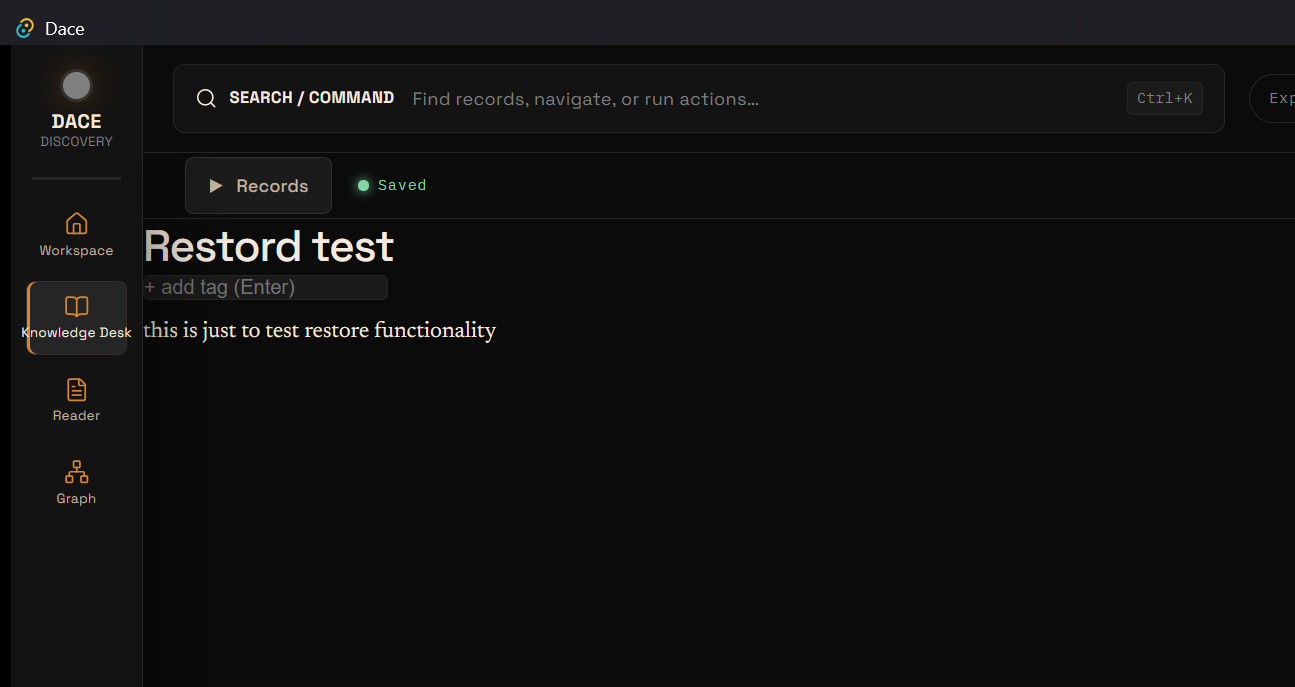 Dace
DACE
DISCOVERY
Workspace
Knowledge Desk
Reader
Graph
SEARCH / COMMAND Find records, navigate, or run actions... Ctrl+K Exp
Records Saved
Restord test
+ add tag (Enter)
this is just to test restore functionality